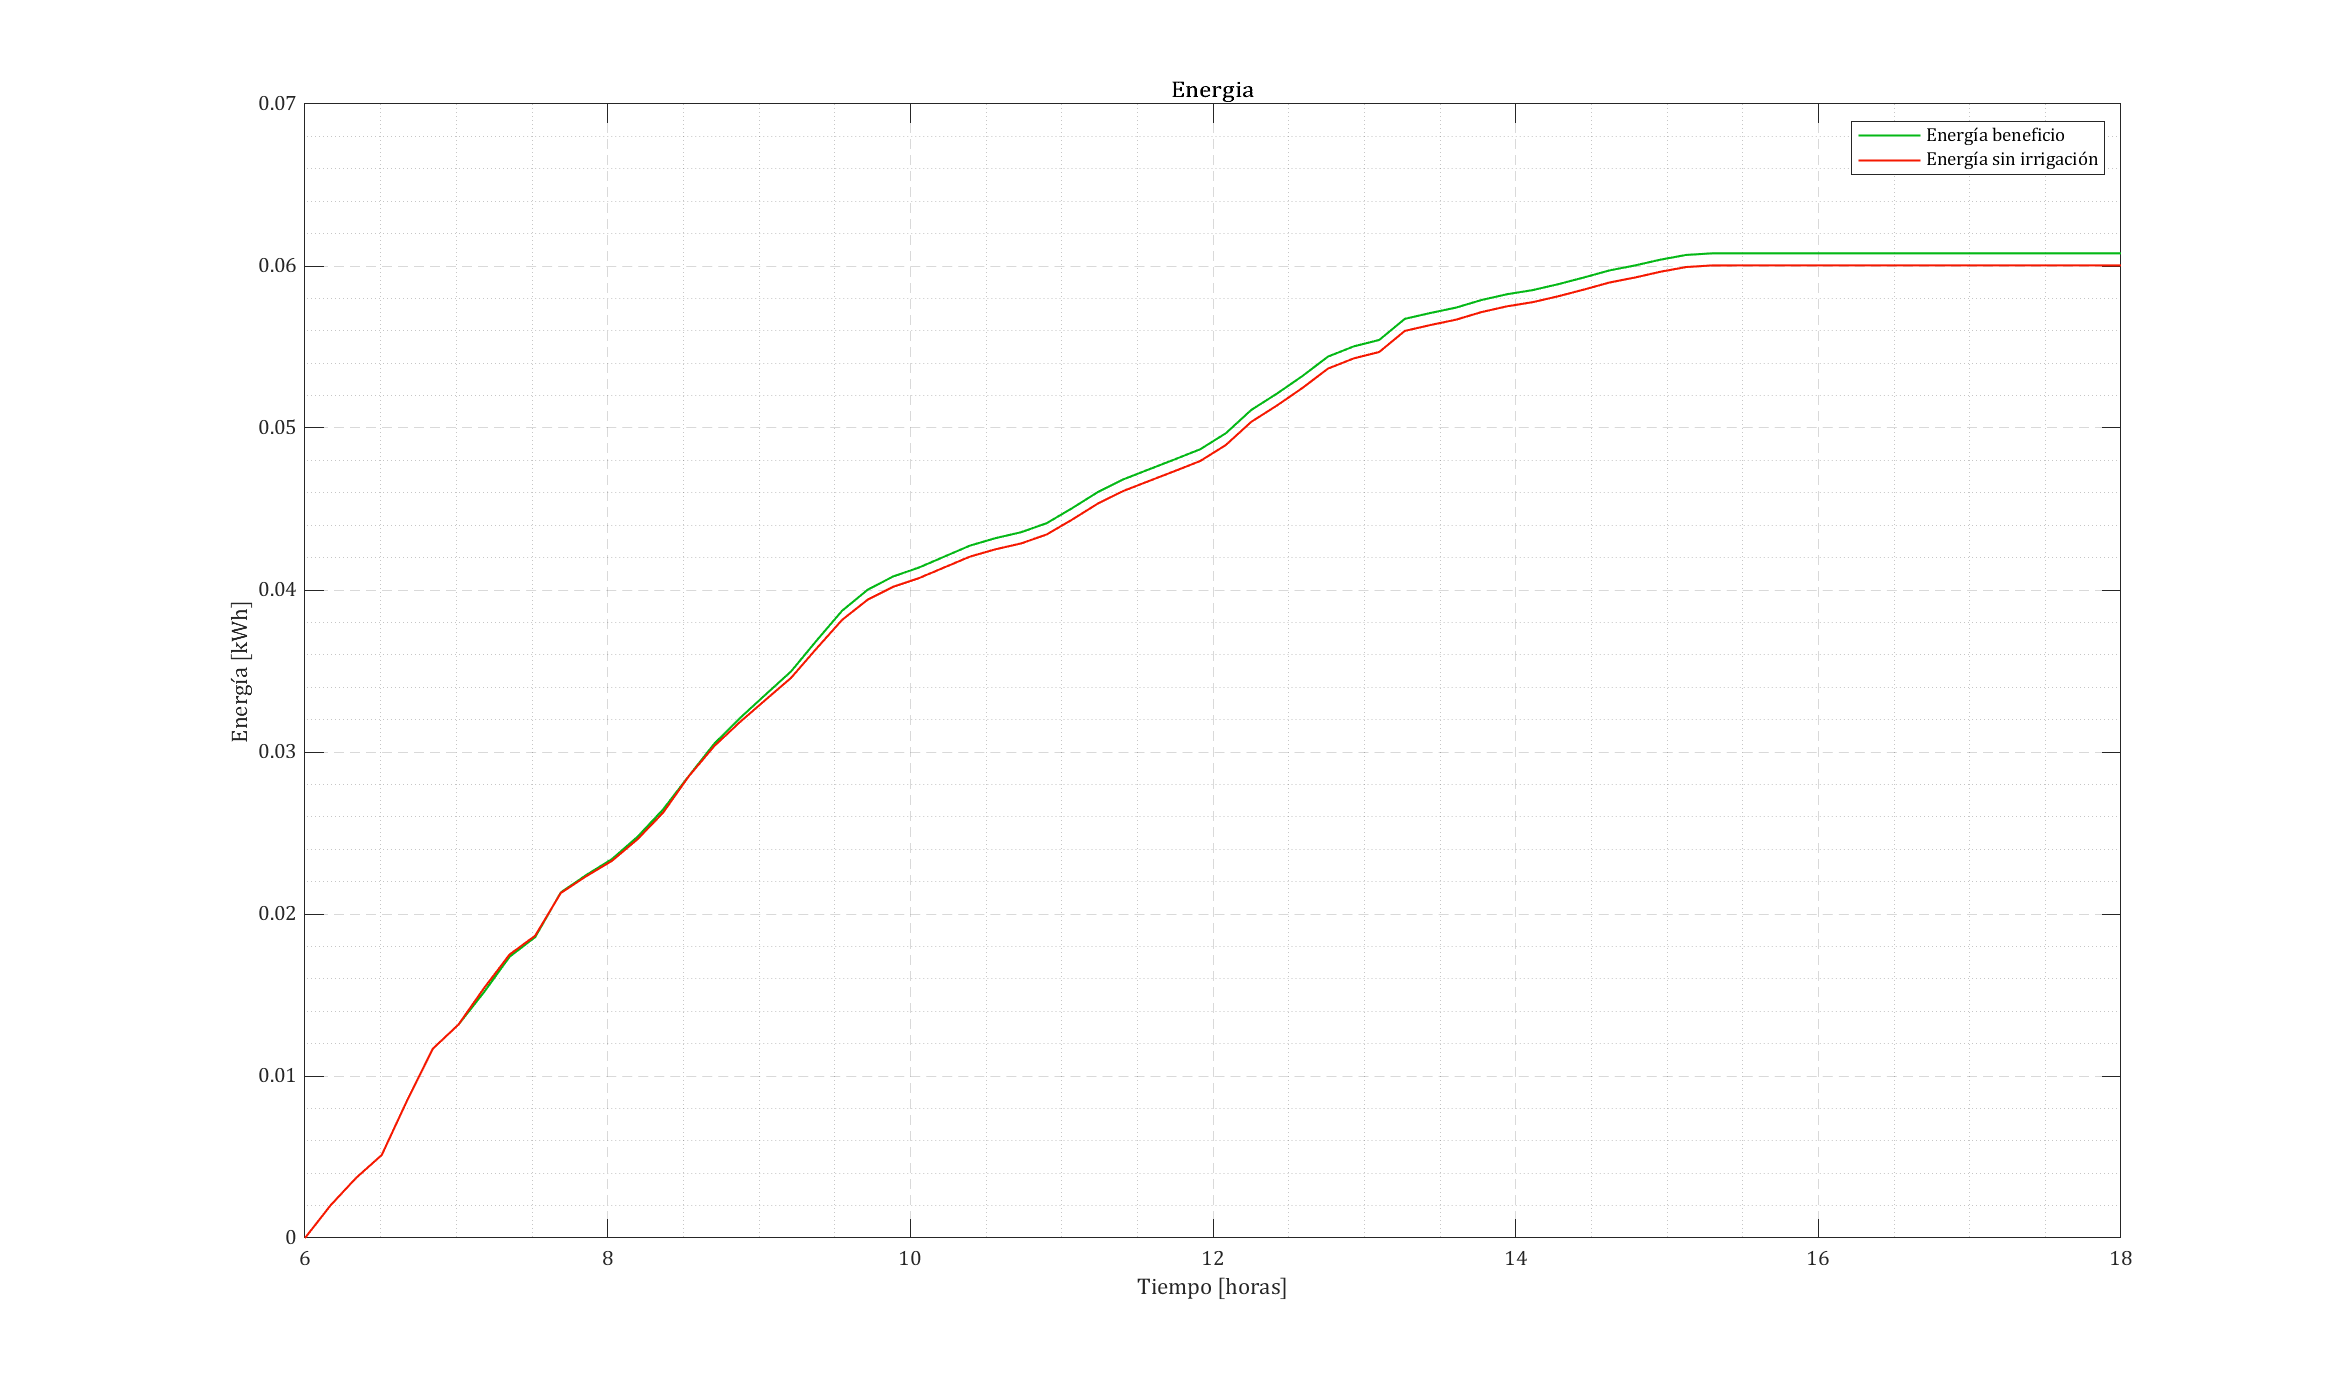 Energia
0.07
0.06
0.05
0.04
0.03
0.02
0.01
0
Energía [kWh]
6 8 10 12 14 16 18
Tiempo [horas]
Energía beneficio
Energía sin irrigación